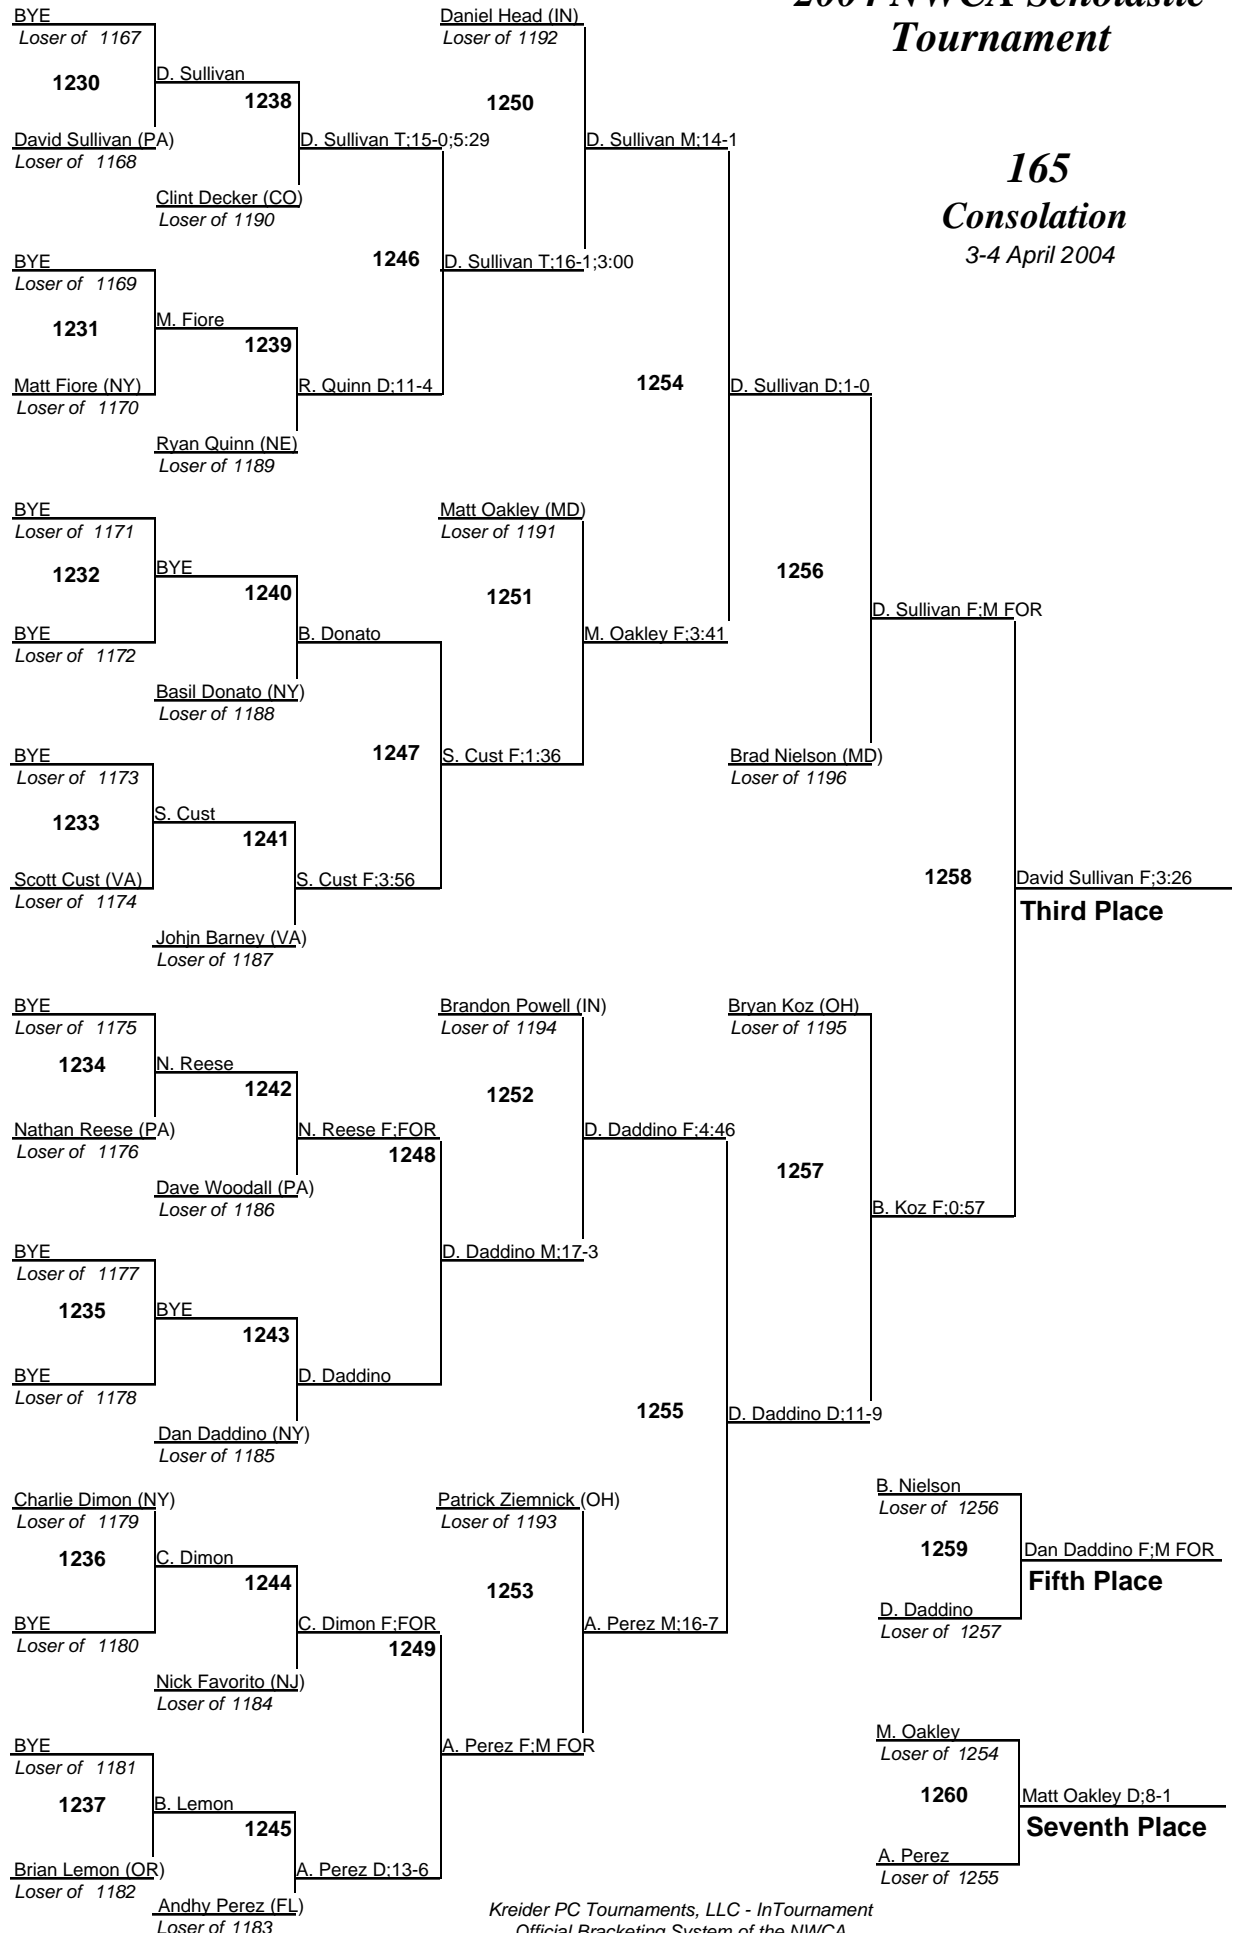 2004 NWCA Scholastic
Tournament
165
Consolation
3-4 April 2004
BYE
Loser of 1167
1230
David Sullivan (PA)
Loser of 1168
D. Sullivan
1238
Clint Decker (CO)
Loser of 1190
D. Sullivan T;15-0;5:29
BYE
Loser of 1169
1231
Matt Fiore (NY)
Loser of 1170
M. Fiore
1239
Ryan Quinn (NE)
Loser of 1189
R. Quinn D;11-4
1246
Daniel Head (IN)
Loser of 1192
1250
D. Sullivan T;16-1;3:00
D. Sullivan M;14-1
BYE
Loser of 1171
1232
BYE
Loser of 1172
BYE
1240
Basil Donato (NY)
Loser of 1188
B. Donato
BYE
Loser of 1173
1233
Scott Cust (VA)
Loser of 1174
S. Cust
1241
Johjn Barney (VA)
Loser of 1187
S. Cust F;3:56
1247
Matt Oakley (MD)
Loser of 1191
1251
S. Cust F;1:36
M. Oakley F;3:41
1254
D. Sullivan D;1-0
1256
Brad Nielson (MD)
Loser of 1196
D. Sullivan F;M FOR
1258
David Sullivan F;3:26
Third Place
BYE
Loser of 1175
1234
Nathan Reese (PA)
Loser of 1176
N. Reese
1242
Dave Woodall (PA)
Loser of 1186
N. Reese F;FOR
1248
BYE
Loser of 1177
1235
BYE
Loser of 1178
BYE
1243
Dan Daddino (NY)
Loser of 1185
D. Daddino
Brandon Powell (IN)
Loser of 1194
1252
D. Daddino M;17-3
D. Daddino F;4:46
Bryan Koz (OH)
Loser of 1195
1257
B. Koz F;0:57
1255
D. Daddino D;11-9
Charlie Dimon (NY)
Loser of 1179
1236
BYE
Loser of 1180
C. Dimon
1244
Nick Favorito (NJ)
Loser of 1184
C. Dimon F;FOR
1249
BYE
Loser of 1181
1237
Brian Lemon (OR)
Loser of 1182
B. Lemon
1245
Andhy Perez (FL)
Loser of 1183
A. Perez D;13-6
Patrick Ziemnick (OH)
Loser of 1193
1253
A. Perez F;M FOR
A. Perez M;16-7
B. Nielson
Loser of 1256
1259
D. Daddino
Loser of 1257
Dan Daddino F;M FOR
Fifth Place
M. Oakley
Loser of 1254
1260
A. Perez
Loser of 1255
Matt Oakley D;8-1
Seventh Place
Kreider PC Tournaments, LLC - InTournament
Official Bracketing System of the NWCA